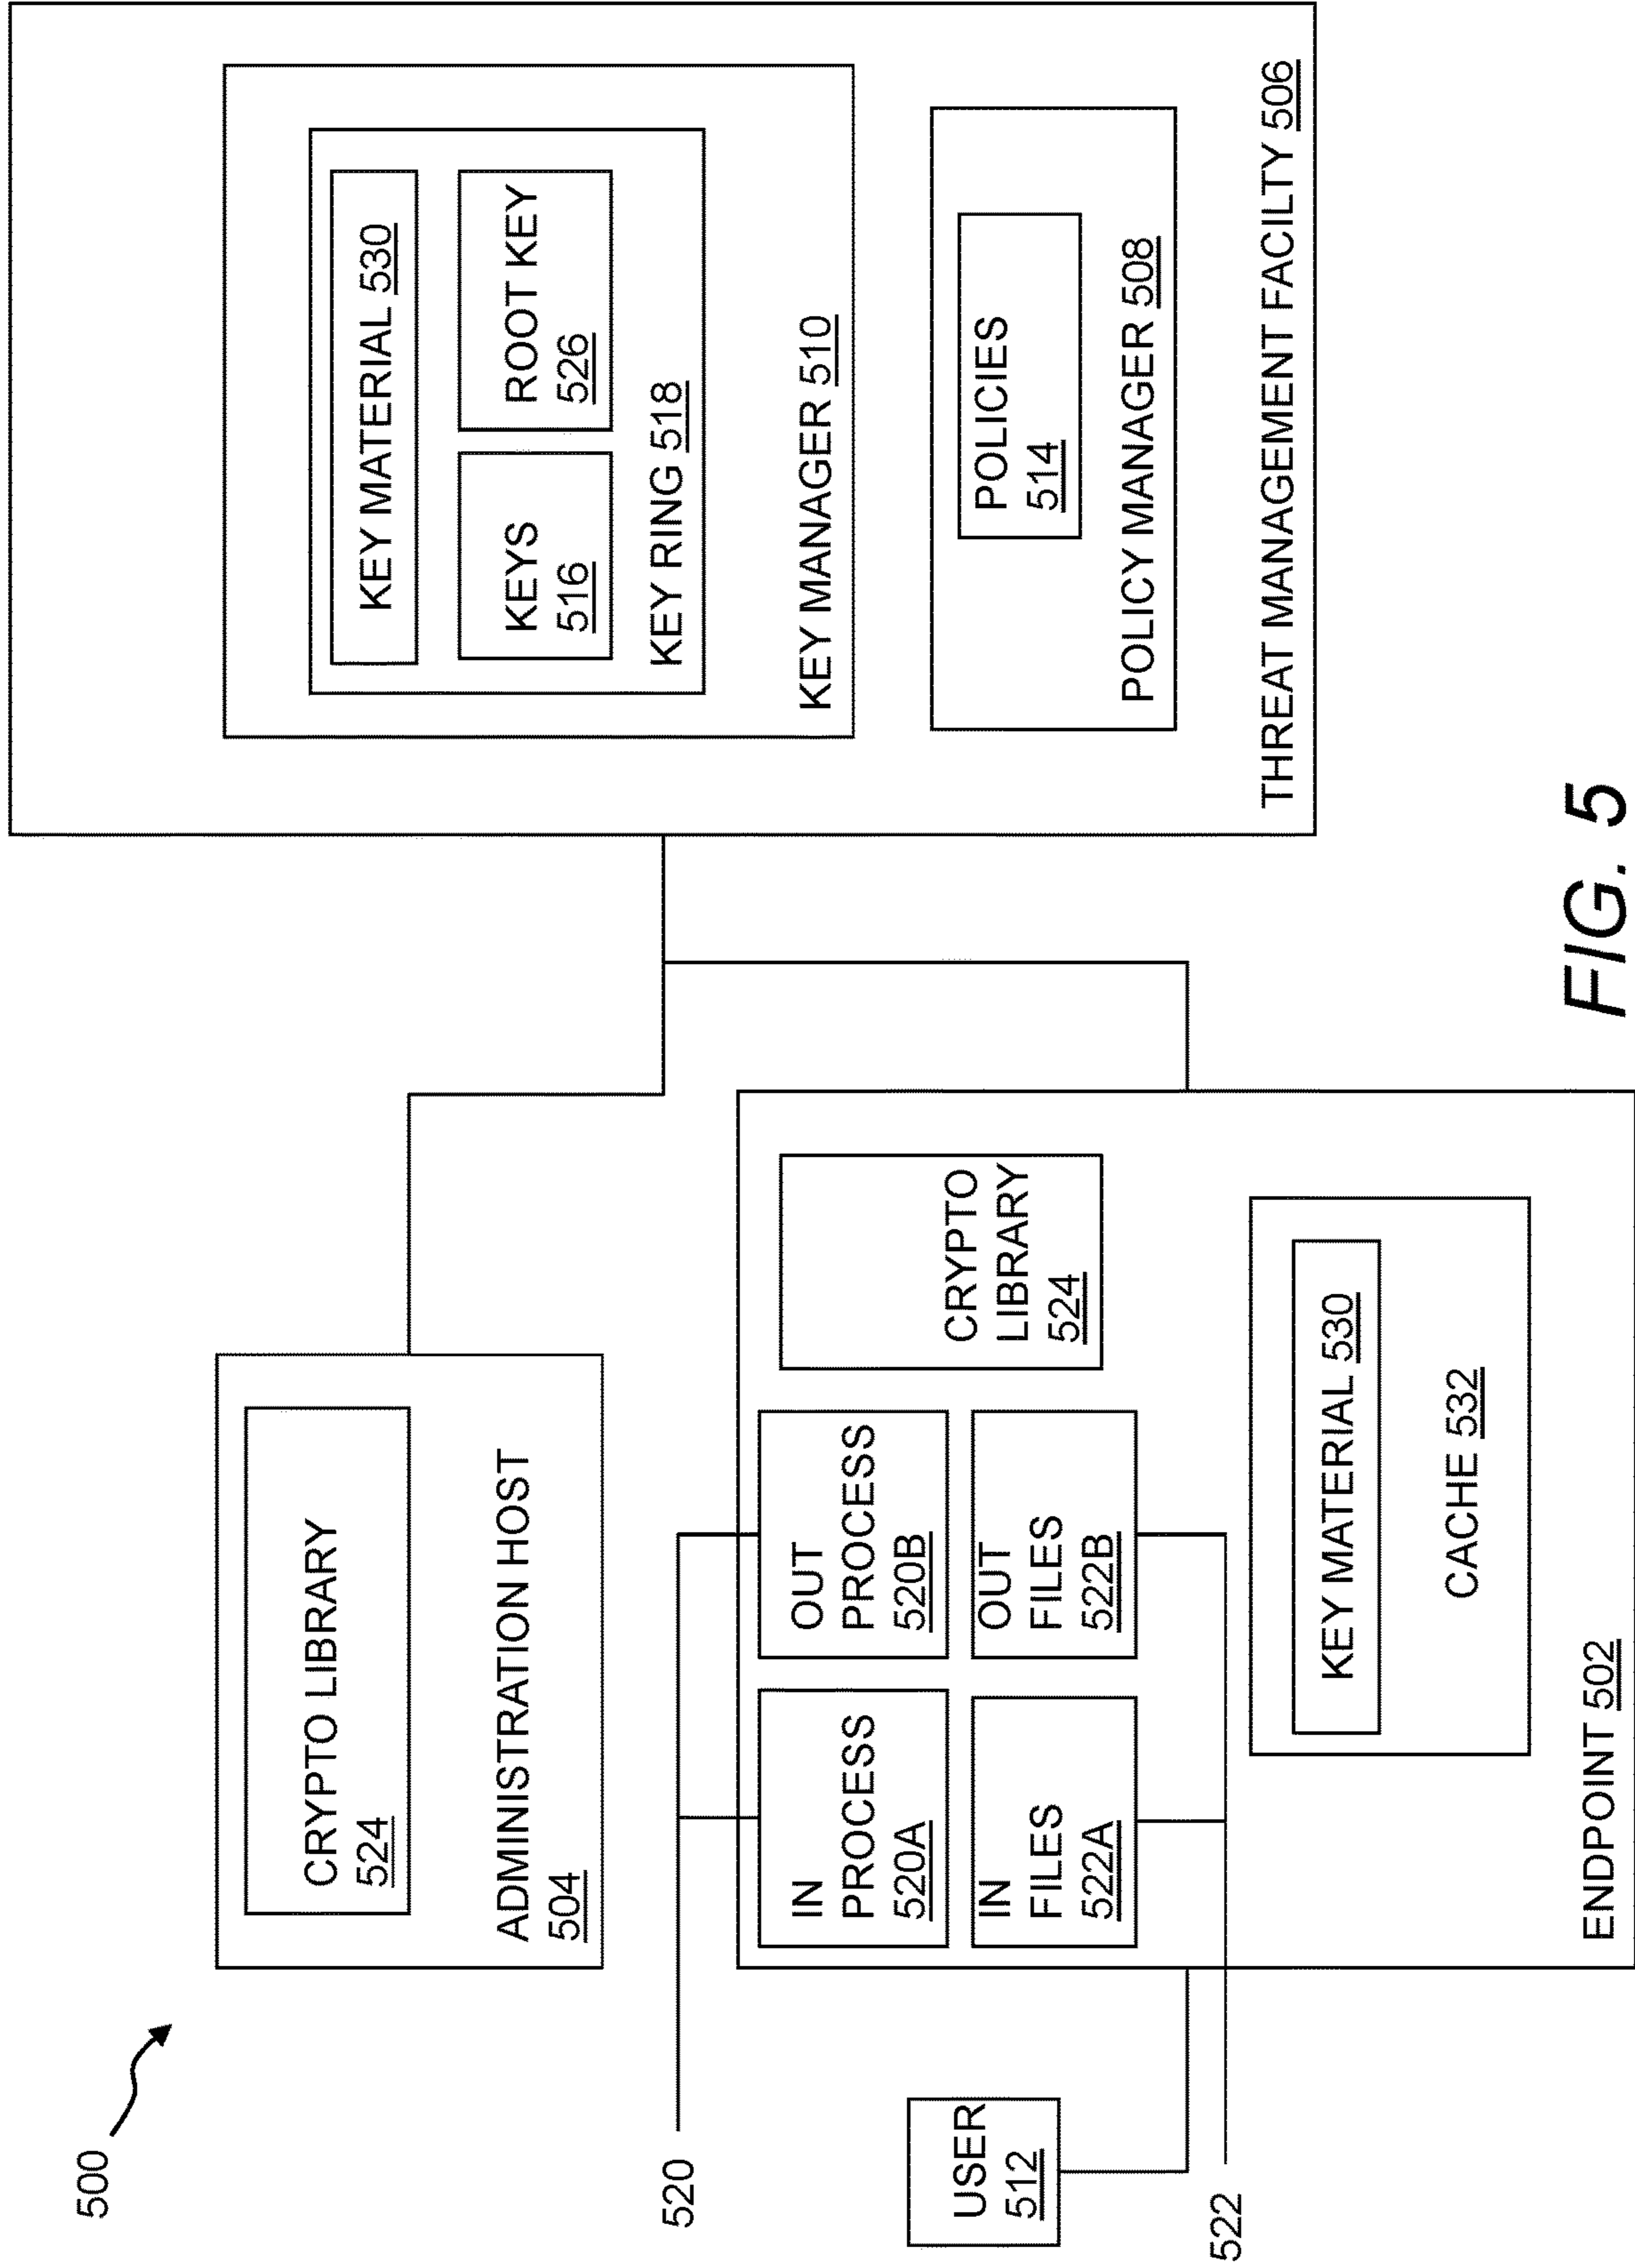 500
CRYPTO LIBRARY
524
ADMINISTRATION HOST
504
520
USER
512
522
IN
PROCESS
520A
OUT
PROCESS
520B
IN
FILES
522A
OUT
FILES
522B
CRYPTO
LIBRARY
524
KEY MATERIAL 530
CACHE 532
ENDPOINT 502
KEY MATERIAL 530
KEYS
516
ROOT KEY
526
KEY RING 518
KEY MANAGER 510
POLICIES
514
POLICY MANAGER 508
THREAT MANAGEMENT FACILTY 506
FIG. 5